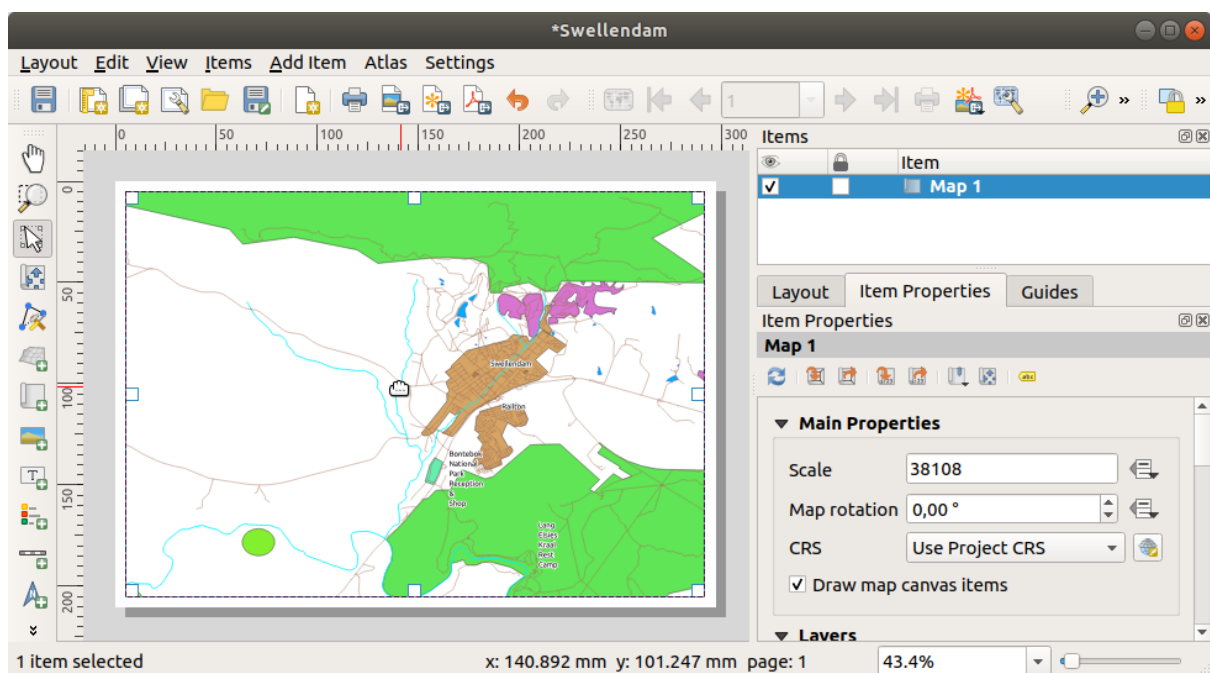 *Swellendam
Layout Edit View Items Add Item Atlas Settings
1
0 50 100 150 200 250 300
0
50
100
150
200
Swellendam
Railton
Bontebok
National
Park
Reception
&
Shop
Lang
Elsies
Kraal
Rest
Camp
Items
Item
Map 1
Layout Item Properties Guides
Item Properties
Map 1
abc
Main Properties
Scale 38108
Map rotation 0,00 °
CRS Use Project CRS
Draw map canvas items
Layers
1 item selected x: 140.892 mm y: 101.247 mm page: 1 43.4%